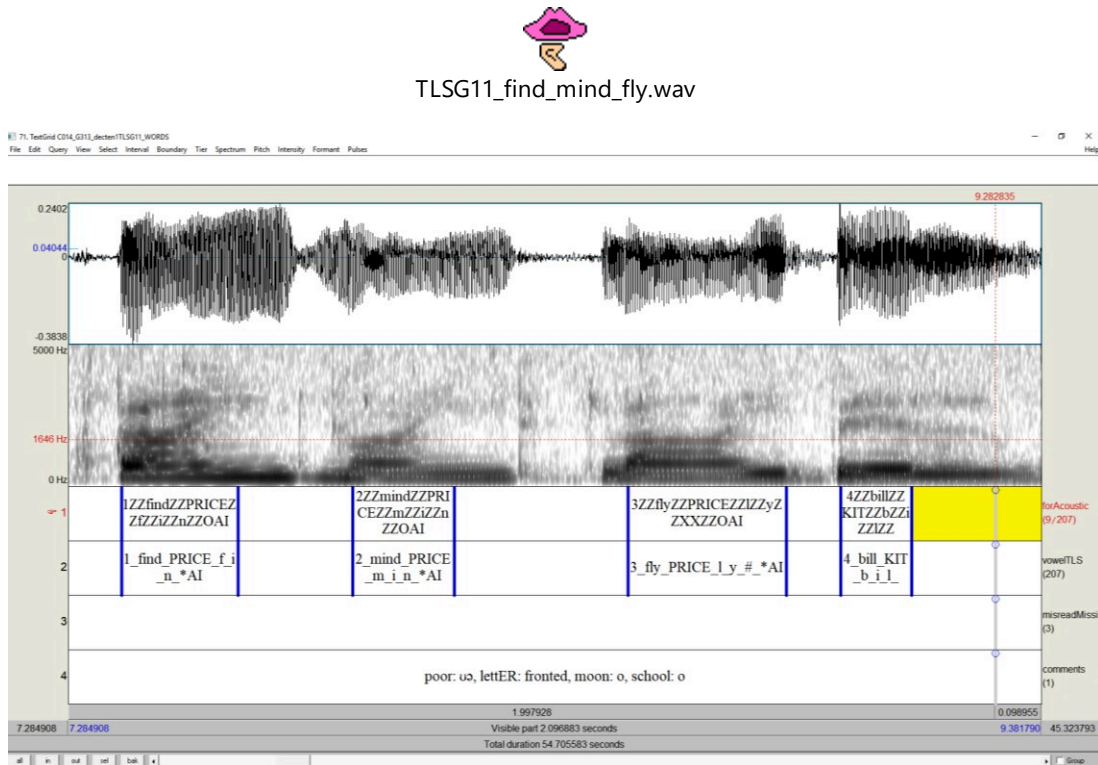 TLSG11_find_mind_fly.wav
71. TextGrid C014_G313_decten1TLSG11_WORDS
File Edit Query View Select Interval Boundary Tier Spectrum Pitch Intensity Formant Pulses
Help
9.282835
0.2402
0.04044
0
-0.3838
5000 Hz
1646 Hz
0 Hz
1
1ZZfindZZPRICEZ
ZfZZiZZnZZOAI
2ZZmindZZPRI
CEZZmZZiZZn
ZZOAI
3ZZflyZZPRICEZZlZZyZ
ZXXZZOAI
4ZZbillZZ
KITZZbZZi
ZZlZZ
forAcoustic
(9/207)
2
1_find_PRICE_f_i
_n_*AI
2_mind_PRICE
_m_i_n_*AI
3_fly_PRICE_l_y_#_*AI
4_bill_KIT
_b_i_l_
vowelTLS
(207)
3
misreadMissi
(3)
4
poor: ʊə, lettER: fronted, moon: o, school: o
comments
(1)
1.997928
0.098955
7.284908
7.284908
Visible part 2.096883 seconds
9.381790
45.323793
Total duration 54.705583 seconds
all in out sel bak
Group